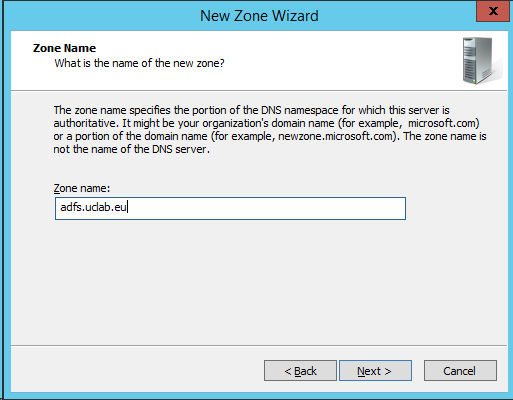 New Zone Wizard
x
Zone Name
What is the name of the new zone?
The zone name specifies the portion of the DNS namespace for which this server is
authoritative. It might be your organization's domain name (for example, microsoft.com)
or a portion of the domain name (for example, newzone.microsoft.com). The zone name is
not the name of the DNS server.
Zone name:
adfs.uclab.eu
< Back Next > Cancel